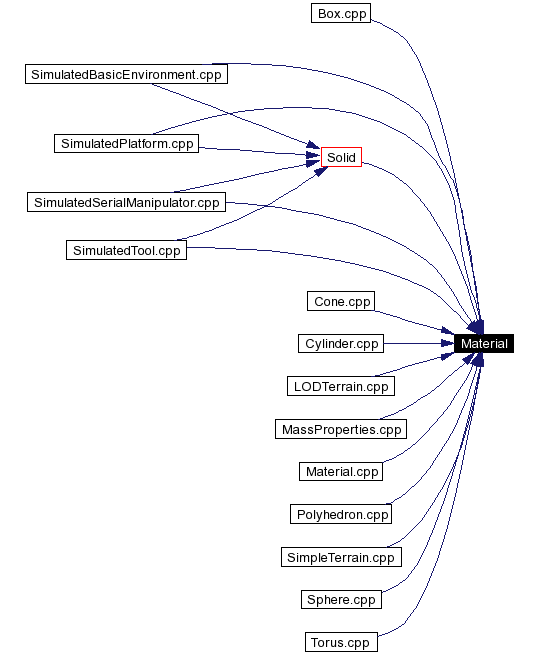 Box.cpp
SimulatedBasicEnvironment.cpp
SimulatedPlatform.cpp
Solid
SimulatedSerialManipulator.cpp
SimulatedTool.cpp
Cone.cpp
Cylinder.cpp
Material
LODTerrain.cpp
MassProperties.cpp
Material.cpp
Polyhedron.cpp
SimpleTerrain.cpp
Sphere.cpp
Torus.cpp